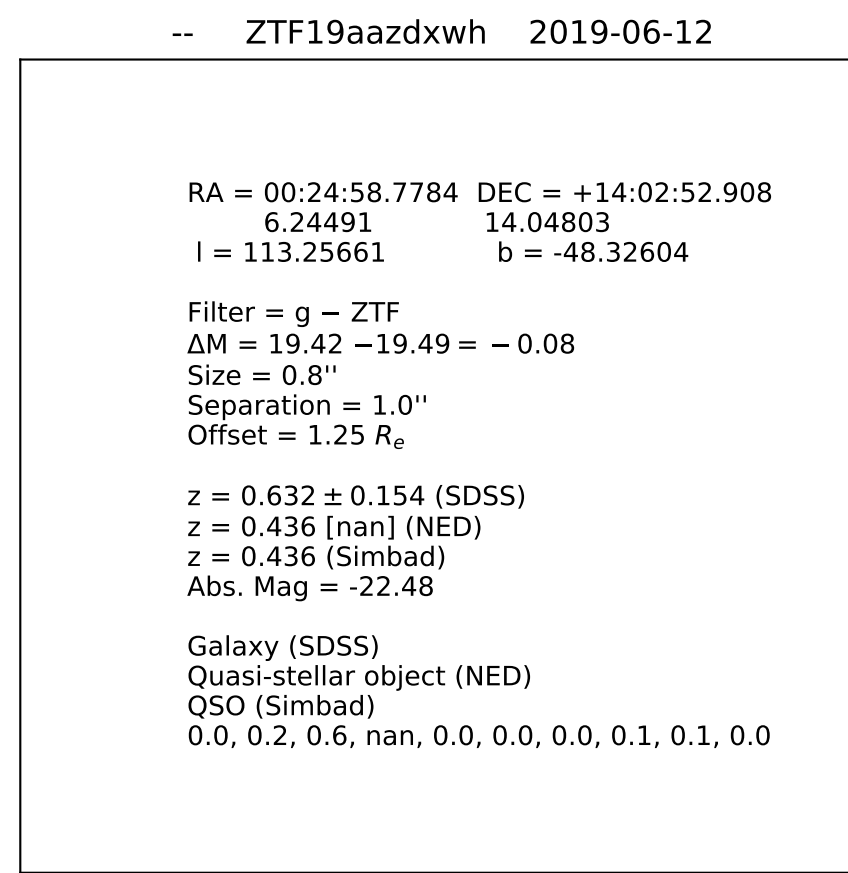 -- ZTF19aazdxwh 2019-06-12
RA = 00:24:58.7784 DEC = +14:02:52.908
6.24491 14.04803
l = 113.25661 b = -48.32604
Filter = g − ZTF
ΔM = 19.42 −19.49 = − 0.08
Size = 0.8''
Separation = 1.0''
Offset = 1.25 Rₑ
z = 0.632 ± 0.154 (SDSS)
z = 0.436 [nan] (NED)
z = 0.436 (Simbad)
Abs. Mag = -22.48
Galaxy (SDSS)
Quasi-stellar object (NED)
QSO (Simbad)
0.0, 0.2, 0.6, nan, 0.0, 0.0, 0.0, 0.1, 0.1, 0.0